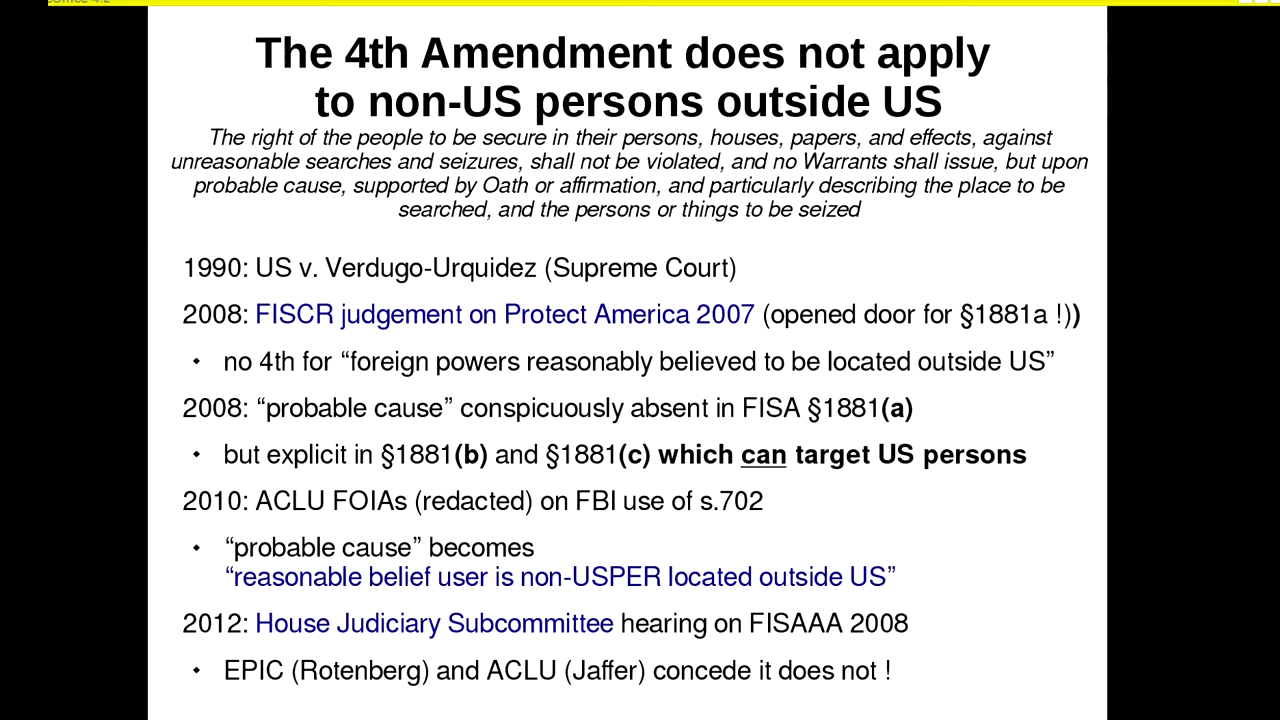 The 4th Amendment does not apply
to non-US persons outside US
The right of the people to be secure in their persons, houses, papers, and effects, against
unreasonable searches and seizures, shall not be violated, and no Warrants shall issue, but upon
probable cause, supported by Oath or affirmation, and particularly describing the place to be
searched, and the persons or things to be seized
1990: US v. Verdugo-Urquidez (Supreme Court)
2008: FISCR judgement on Protect America 2007 (opened door for §1881a !))
• no 4th for “foreign powers reasonably believed to be located outside US”
2008: “probable cause” conspicuously absent in FISA §1881(a)
• but explicit in §1881(b) and §1881(c) which can target US persons
2010: ACLU FOIAs (redacted) on FBI use of s.702
• “probable cause” becomes
“reasonable belief user is non-USPER located outside US”
2012: House Judiciary Subcommittee hearing on FISAAA 2008
• EPIC (Rotenberg) and ACLU (Jaffer) concede it does not !